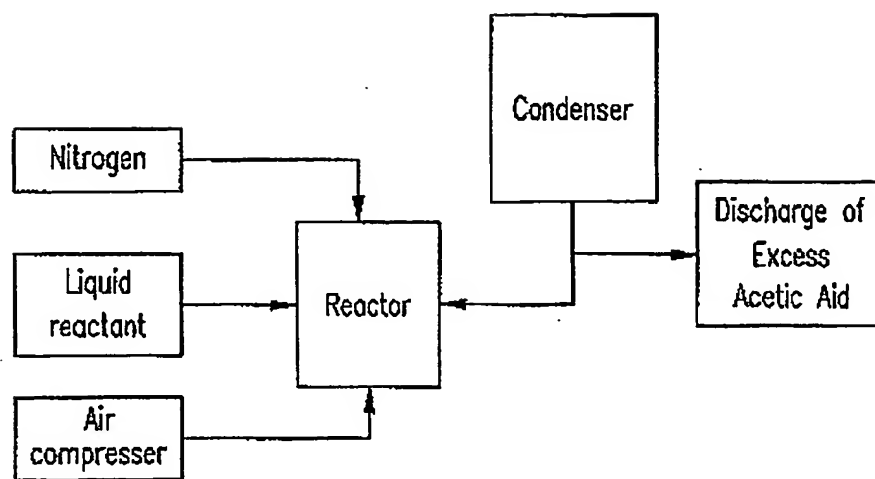 Condenser
Nitrogen
Discharge of
Excess
Acetic Aid
Liquid
reactant
Reactor
Air
compresser